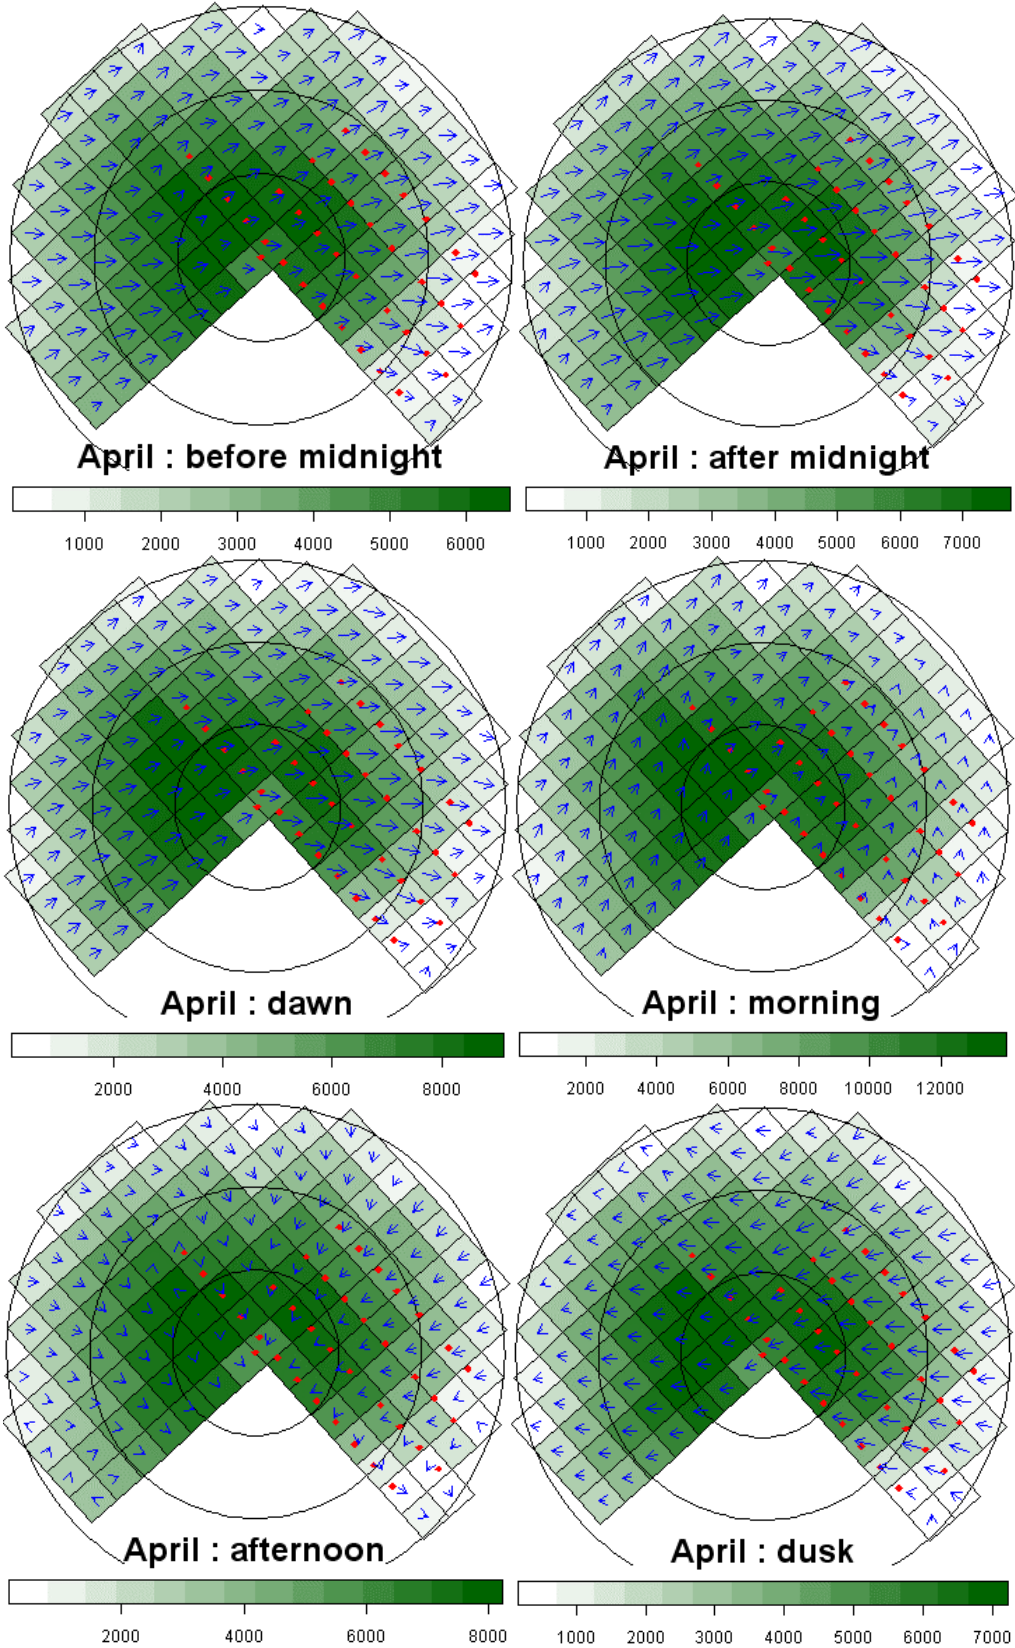 April : before midnight
April : after midnight
1000 2000 3000 4000 5000 6000
1000 2000 3000 4000 5000 6000 7000
April : dawn
April : morning
2000 4000 6000 8000
2000 4000 6000 8000 10000 12000
April : afternoon
April : dusk
2000 4000 6000 8000
1000 2000 3000 4000 5000 6000 7000